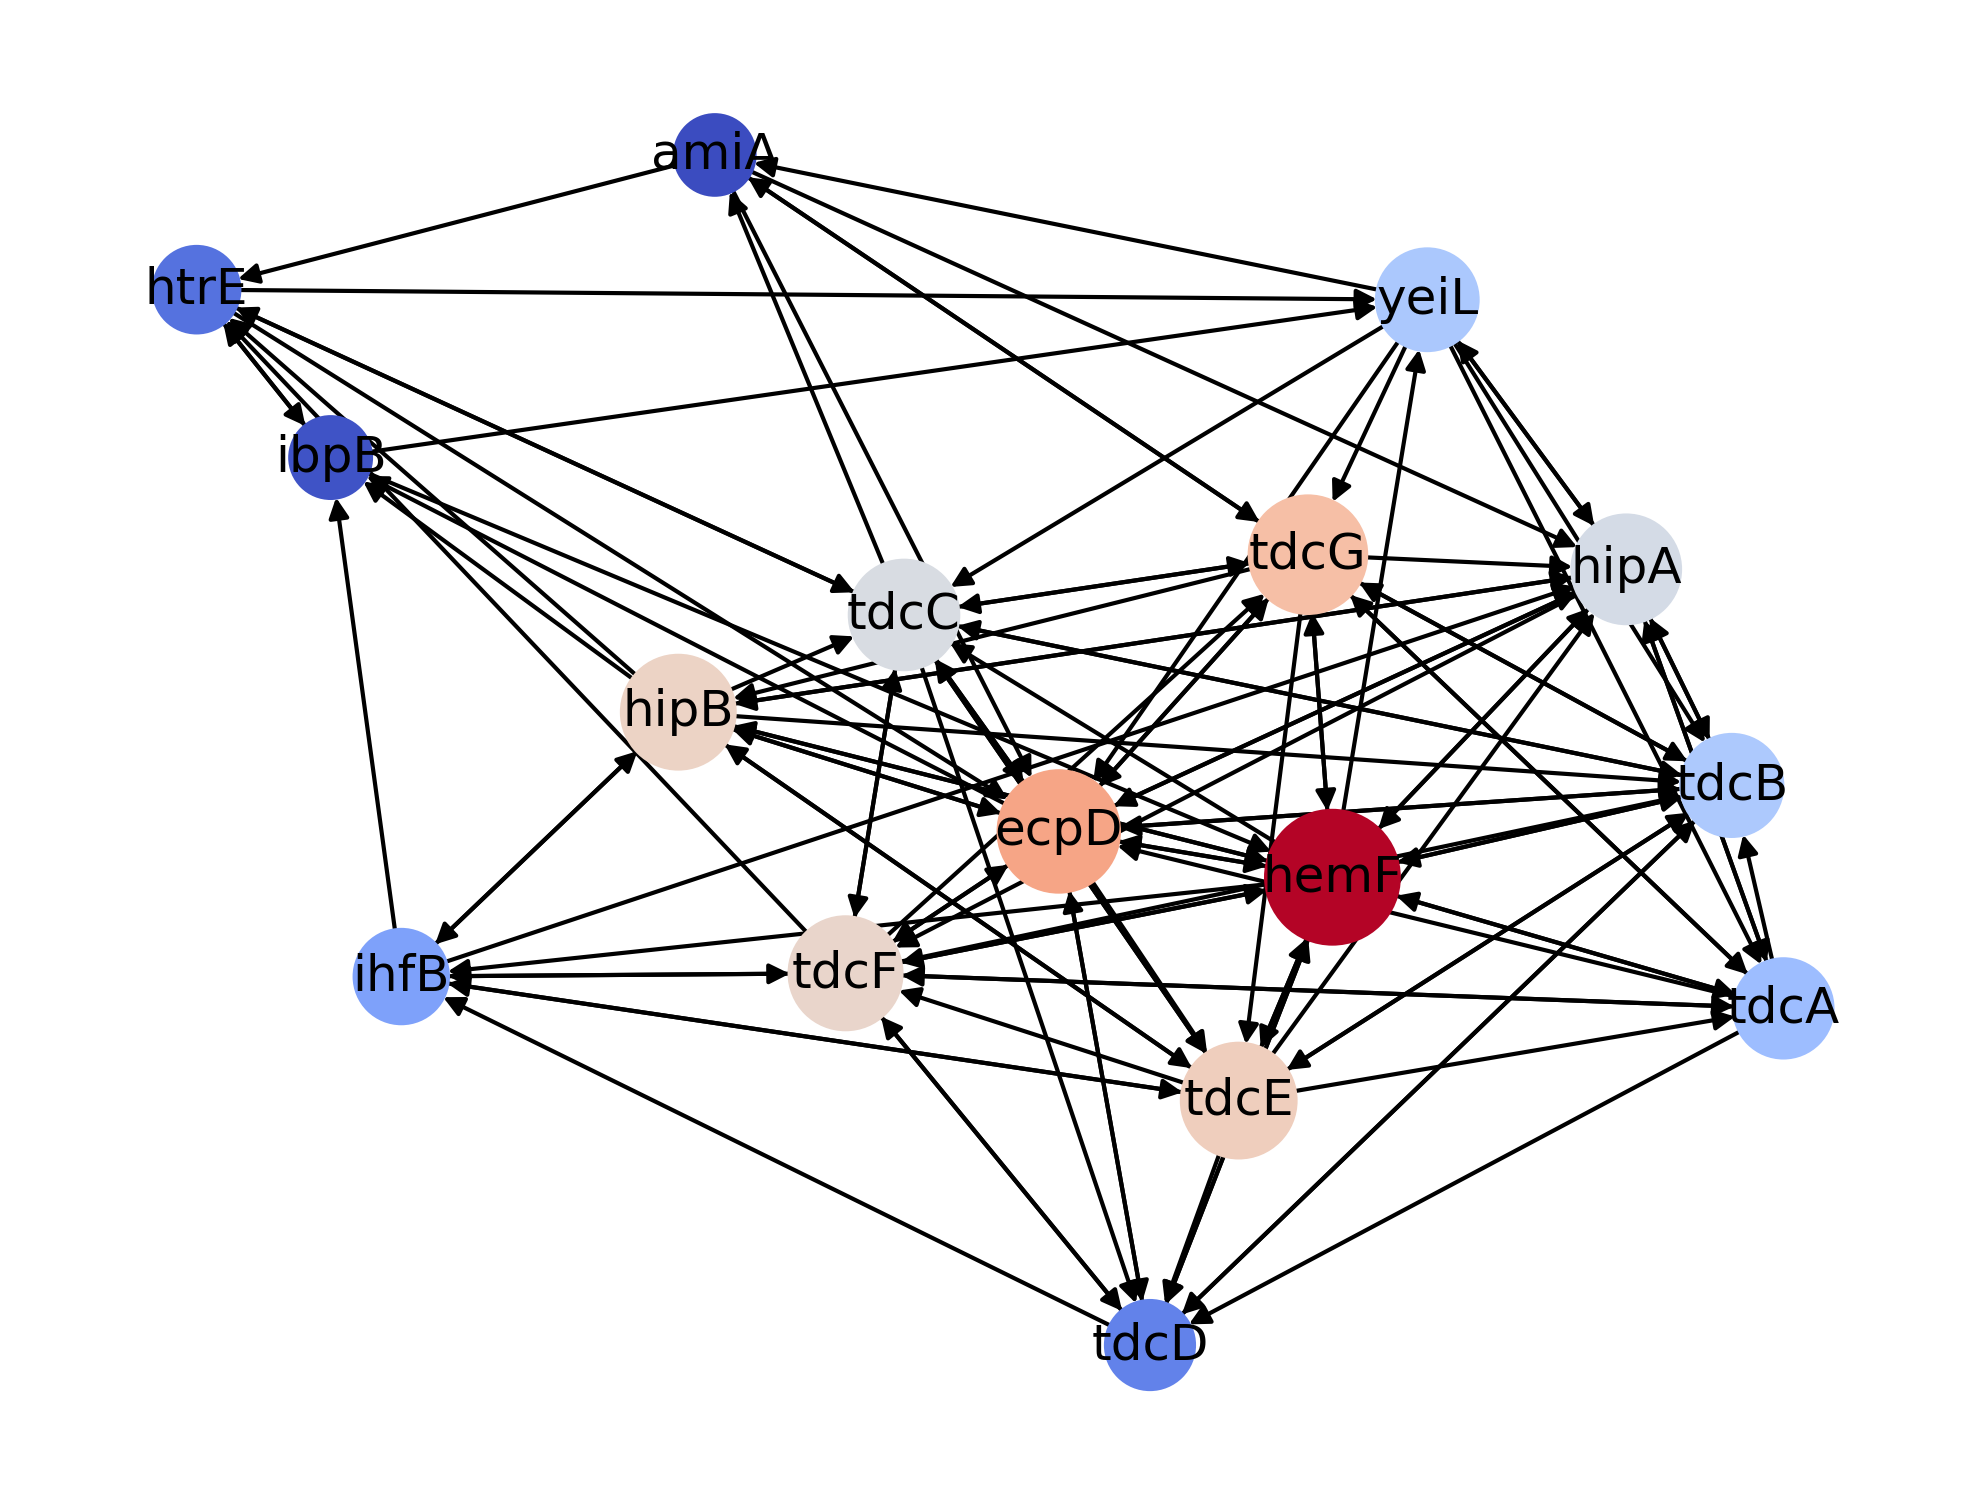 amiA
htrE
yeiL
ibpB
tdcG
hipA
tdcC
hipB
tdcB
ecpD
hemF
ihfB
tdcF
tdcA
tdcE
tdcD